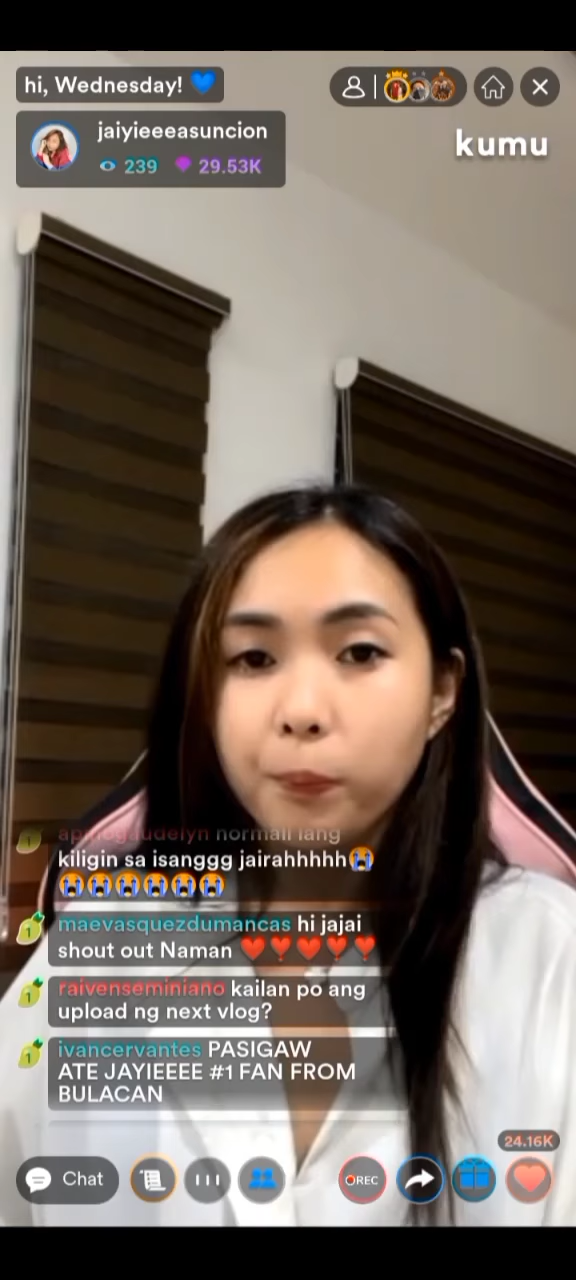 hi, Wednesday! 💙
jaiyieeeasuncion
239 29.53K
kumu
apmogaudelyn normall lang
kiligin sa isanggg jairahhhhh😭
😭😭😭😭😭😭
maevasquezdumancas hi jajai
shout out Naman ❤️❣️❤️❣️❣️
raivenseminiano kailan po ang
upload ng next vlog?
ivancervantes PASIGAW
ATE JAYIEEEE #1 FAN FROM
BULACAN
24.16K
Chat
REC